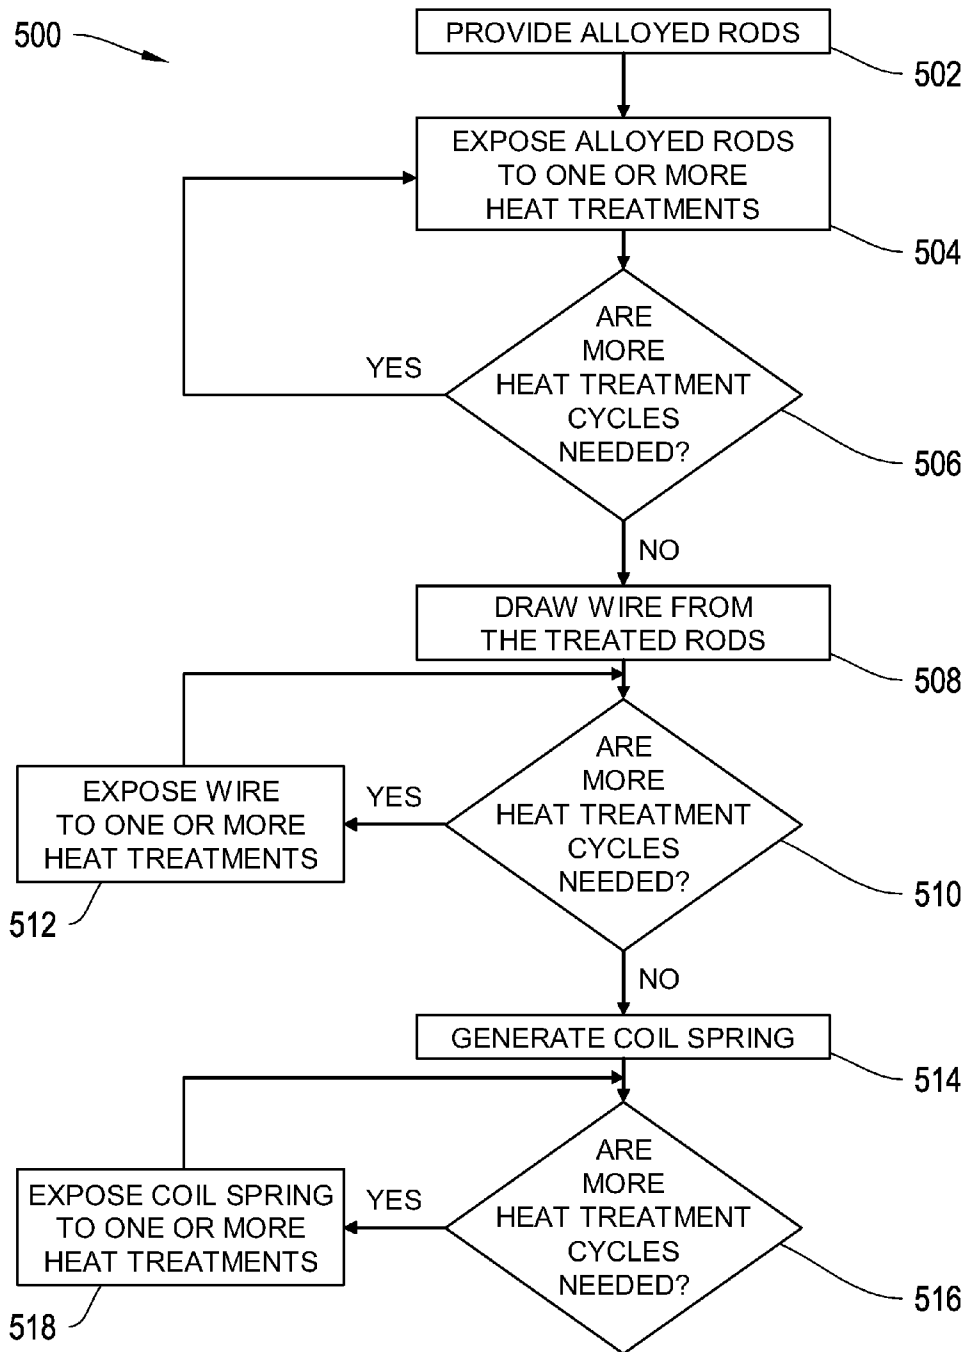 500
PROVIDE ALLOYED RODS
502
EXPOSE ALLOYED RODS
TO ONE OR MORE
HEAT TREATMENTS
504
ARE
MORE
HEAT TREATMENT
CYCLES
NEEDED?
YES
506
NO
DRAW WIRE FROM
THE TREATED RODS
508
ARE
MORE
HEAT TREATMENT
CYCLES
NEEDED?
YES
EXPOSE WIRE
TO ONE OR MORE
HEAT TREATMENTS
510
512
NO
GENERATE COIL SPRING
514
ARE
MORE
HEAT TREATMENT
CYCLES
NEEDED?
YES
EXPOSE COIL SPRING
TO ONE OR MORE
HEAT TREATMENTS
516
518